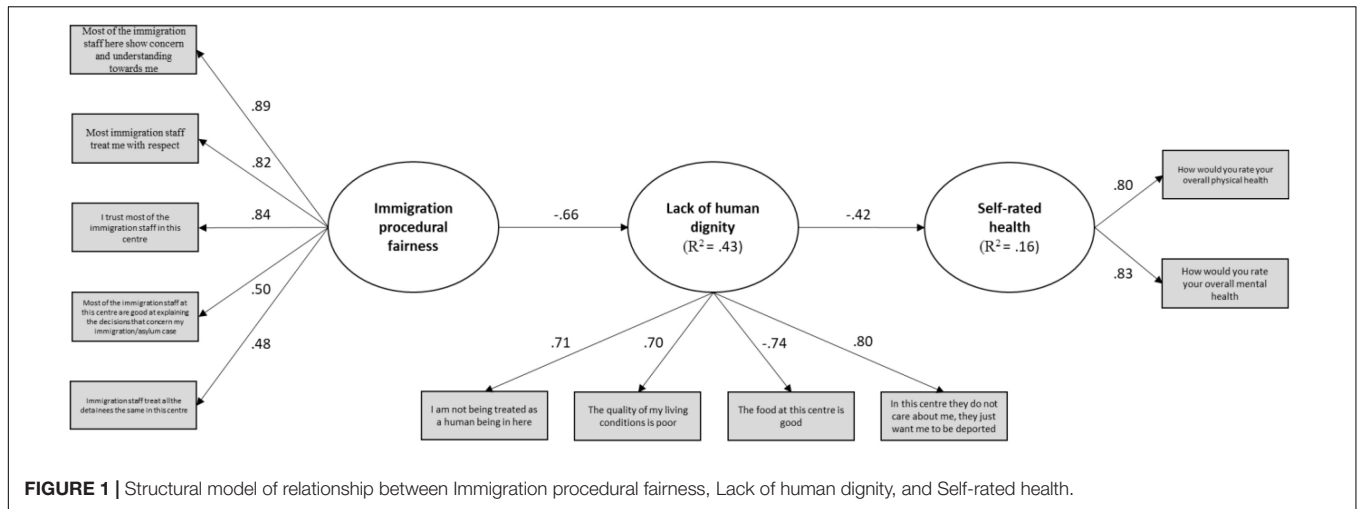 Most of the immigration
staff here show concern
and understanding
towards me
.89
Most immigration staff
treat me with respect
.82
I trust most of the
immigration staff in this
centre
.84
Most of the immigration staff at
this centre are good at explaining
the decisions that concern my
immigration/asylum case
.50
Immigration staff treat all the
detainees the same in this centre
.48
Immigration
procedural
fairness
-.66
Lack of human
dignity
(R² = .43)
-.42
Self-rated
health
(R² = .16)
.80
How would you rate your
overall physical health
.83
How would you rate
your overall mental
health
.71
I am not being treated as
a human being in here
.70
The quality of my living
conditions is poor
-.74
The food at this centre is
good
.80
In this centre they do not
care about me, they just
want me to be deported
FIGURE 1 | Structural model of relationship between Immigration procedural fairness, Lack of human dignity, and Self-rated health.